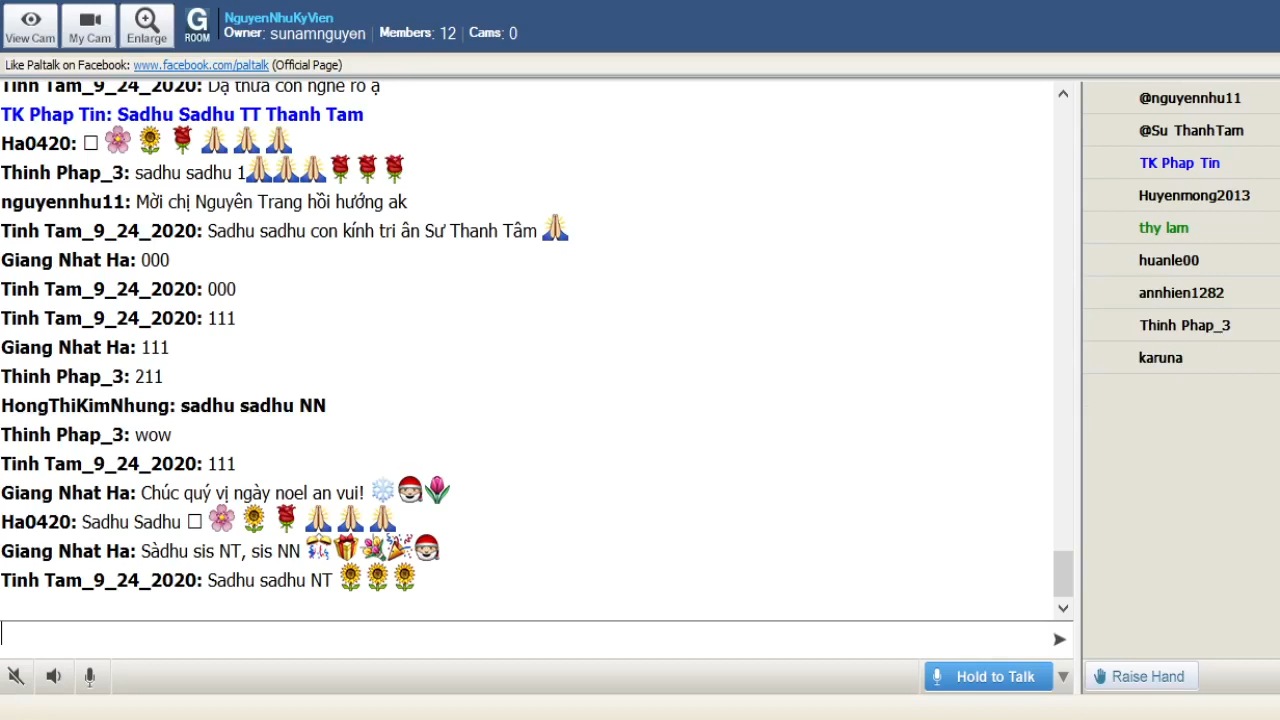 View Cam
My Cam
Enlarge
G
ROOM
NguyenNhuKyVien
Owner: sunamnguyen | Members: 12 | Cams: 0
Like Paltalk on Facebook: www.facebook.com/paltalk (Official Page)
Tinh Tam_9_24_2020: Dạ thưa con nghe rõ ạ
TK Phap Tin: Sadhu Sadhu TT Thanh Tam
Ha0420: □ 🌸 🌻 🌹 🙏 🙏 🙏
Thinh Phap_3: sadhu sadhu 1🙏🙏🙏🌹🌹🌹
nguyennhu11: Mời chị Nguyên Trang hồi hướng ak
Tinh Tam_9_24_2020: Sadhu sadhu con kính tri ân Sư Thanh Tâm 🙏
Giang Nhat Ha: 000
Tinh Tam_9_24_2020: 000
Tinh Tam_9_24_2020: 111
Giang Nhat Ha: 111
Thinh Phap_3: 211
HongThiKimNhung: sadhu sadhu NN
Thinh Phap_3: wow
Tinh Tam_9_24_2020: 111
Giang Nhat Ha: Chúc quý vị ngày noel an vui! ❄️🎅🌷
Ha0420: Sadhu Sadhu □ 🌸 🌻 🌹 🙏 🙏 🙏
Giang Nhat Ha: Sàdhu sis NT, sis NN 🎊🎁💐🎉🎅
Tinh Tam_9_24_2020: Sadhu sadhu NT 🌻🌻🌻
Hold to Talk
@nguyennhu11
@Su ThanhTam
TK Phap Tin
Huyenmong2013
thy lam
huanle00
annhien1282
Thinh Phap_3
karuna
Raise Hand